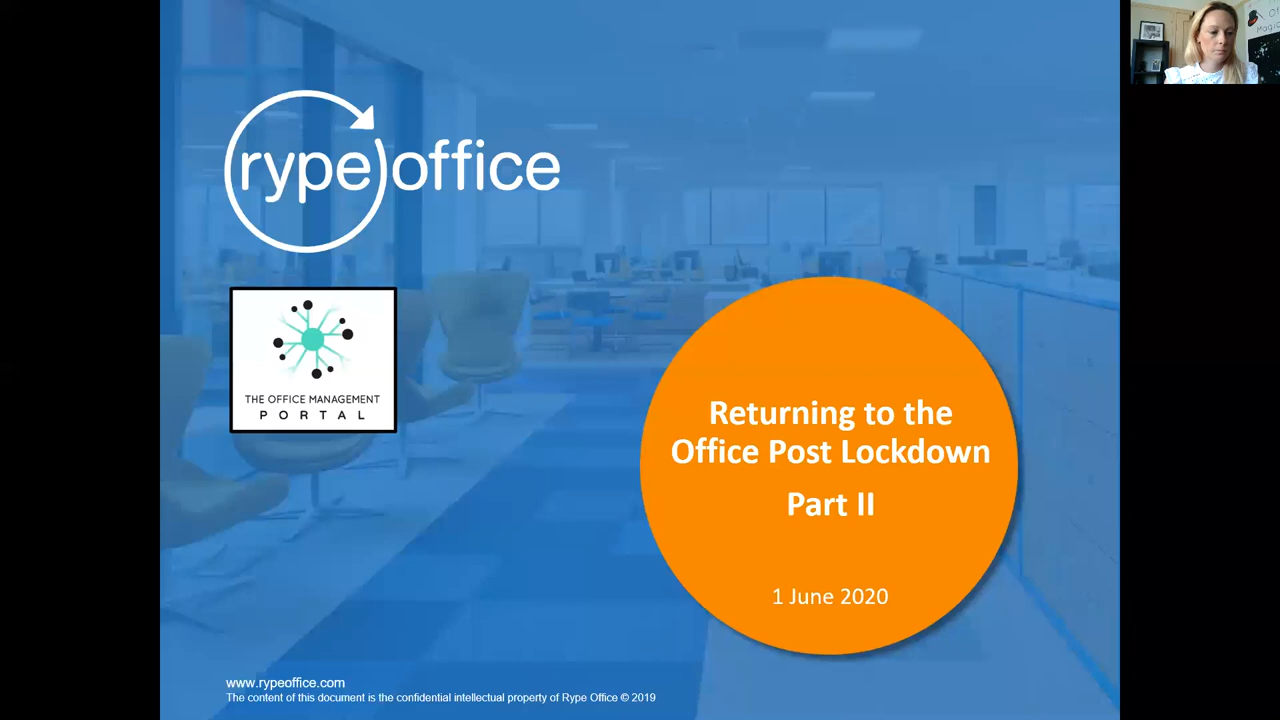 rype office
THE OFFICE MANAGEMENT
PORTAL
Returning to the
Office Post Lockdown
Part II
1 June 2020
www.rypeoffice.com
The content of this document is the confidential intellectual property of Rype Office © 2019